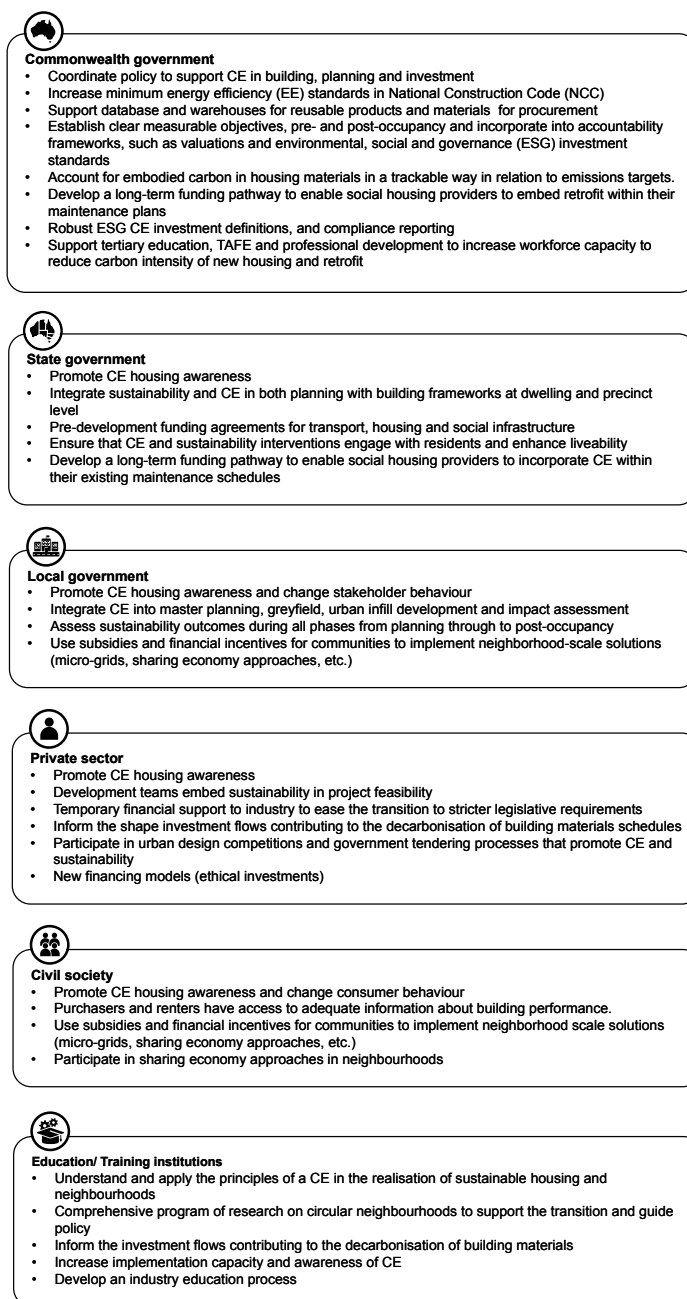 Commonwealth government
• Coordinate policy to support CE in building, planning and investment
• Increase minimum energy efficiency (EE) standards in National Construction Code (NCC)
• Support database and warehouses for reusable products and materials for procurement
• Establish clear measurable objectives, pre- and post-occupancy and incorporate into accountability
frameworks, such as valuations and environmental, social and governance (ESG) investment
standards
• Account for embodied carbon in housing materials in a trackable way in relation to emissions targets.
• Develop a long-term funding pathway to enable social housing providers to embed retrofit within their
maintenance plans
• Robust ESG CE investment definitions, and compliance reporting
• Support tertiary education, TAFE and professional development to increase workforce capacity to
reduce carbon intensity of new housing and retrofit
State government
• Promote CE housing awareness
• Integrate sustainability and CE in both planning with building frameworks at dwelling and precinct
level
• Pre-development funding agreements for transport, housing and social infrastructure
• Ensure that CE and sustainability interventions engage with residents and enhance liveability
• Develop a long-term funding pathway to enable social housing providers to incorporate CE within
their existing maintenance schedules
Local government
• Promote CE housing awareness and change stakeholder behaviour
• Integrate CE into master planning, greyfield, urban infill development and impact assessment
• Assess sustainability outcomes during all phases from planning through to post-occupancy
• Use subsidies and financial incentives for communities to implement neighborhood-scale solutions
(micro-grids, sharing economy approaches, etc.)
Private sector
• Promote CE housing awareness
• Development teams embed sustainability in project feasibility
• Temporary financial support to industry to ease the transition to stricter legislative requirements
• Inform the shape investment flows contributing to the decarbonisation of building materials schedules
• Participate in urban design competitions and government tendering processes that promote CE and
sustainability
• New financing models (ethical investments)
Civil society
• Promote CE housing awareness and change consumer behaviour
• Purchasers and renters have access to adequate information about building performance.
• Use subsidies and financial incentives for communities to implement neighborhood scale solutions
(micro-grids, sharing economy approaches, etc.)
• Participate in sharing economy approaches in neighbourhoods
Education/ Training institutions
• Understand and apply the principles of a CE in the realisation of sustainable housing and
neighbourhoods
• Comprehensive program of research on circular neighbourhoods to support the transition and guide
policy
• Inform the investment flows contributing to the decarbonisation of building materials
• Increase implementation capacity and awareness of CE
• Develop an industry education process